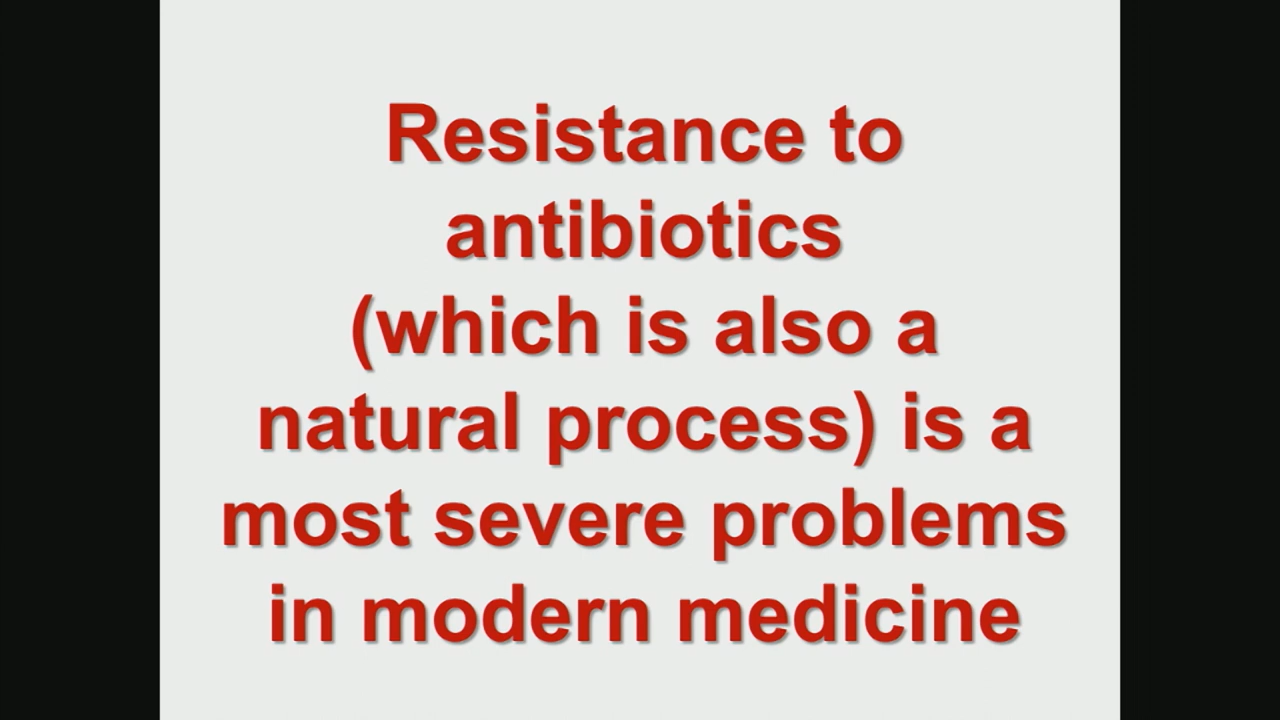 Resistance to
antibiotics
(which is also a
natural process) is a
most severe problems
in modern medicine